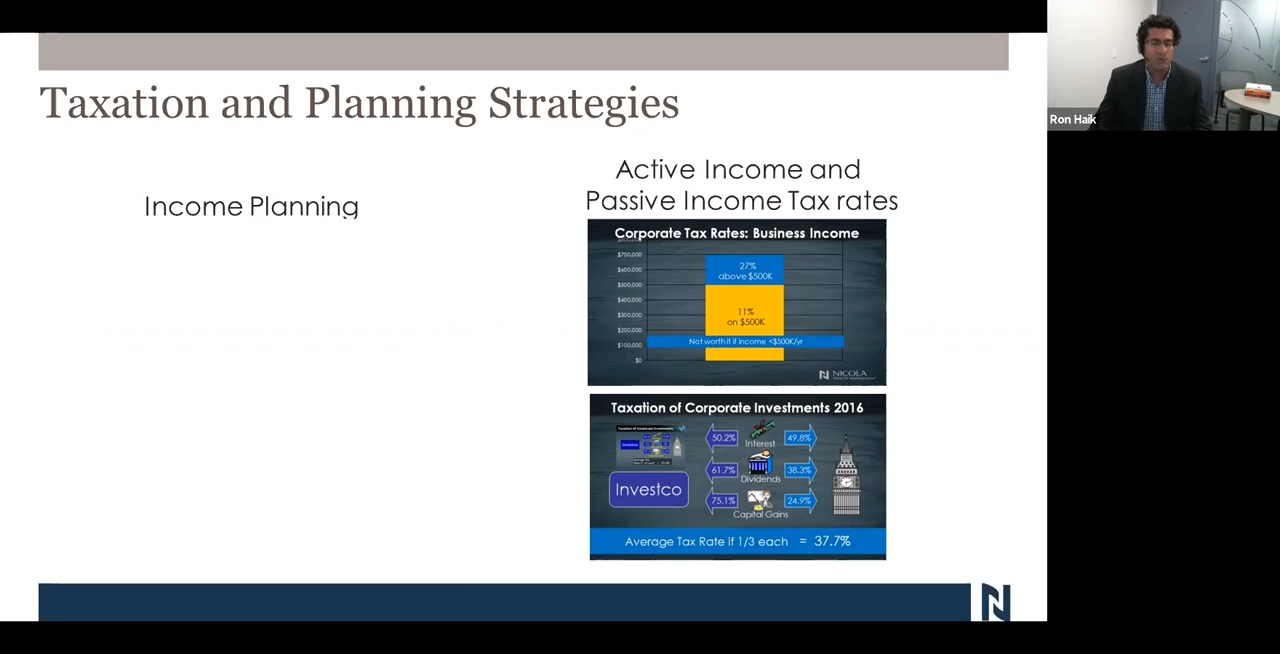 Taxation and Planning Strategies
Income Planning
Active Income and
Passive Income Tax rates
Corporate Tax Rates: Business Income
$700,000
$600,000
$500,000
$400,000
$300,000
$200,000
$100,000
$0
27%
above $500K
11%
on $500K
Not worth it if income <$500K/yr
NICOLA
Taxation of Corporate Investments 2016
Investco
50.2%
Interest
49.8%
61.7%
Dividends
38.3%
75.1%
Capital Gains
24.9%
Average Tax Rate if 1/3 each = 37.7%
N
Ron Haik